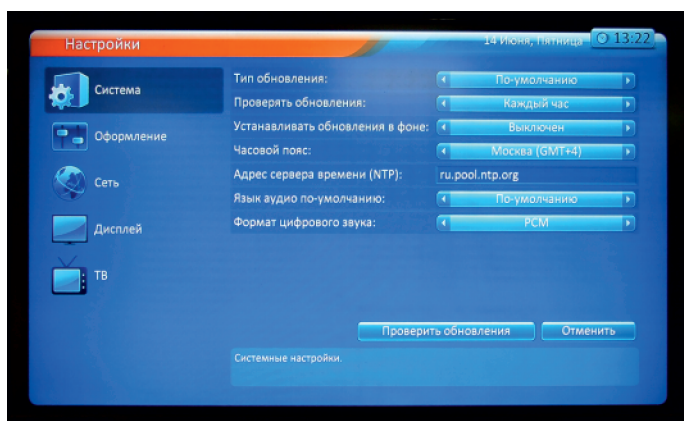 Настройки
14 Июня, Пятница 13:22
Система
Оформление
Сеть
Дисплей
ТВ
Тип обновления: По-умолчанию
Проверять обновления: Каждый час
Устанавливать обновления в фоне: Выключен
Часовой пояс: Москва (GMT+4)
Адрес сервера времени (NTP): ru.pool.ntp.org
Язык аудио по-умолчанию: По-умолчанию
Формат цифрового звука: PCM
Проверить обновления Отменить
Системные настройки.